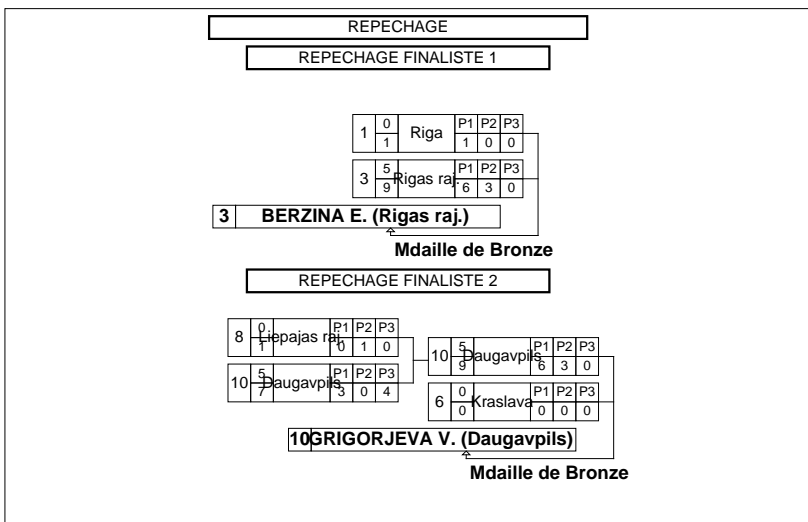 REPECHAGE
REPECHAGE FINALISTE 1
1 0 1 Riga P1 P2 P3 1 0 0
3 5 9 Rigas raj. P1 P2 P3 6 3 0
3 BERZINA E. (Rigas raj.)
Mdaille de Bronze
REPECHAGE FINALISTE 2
8 0 1 Liepajas raj. P1 P2 P3 0 1 0
10 5 9 Daugavpils P1 P2 P3 6 3 0
10 5 7 Daugavpils P1 P2 P3 3 0 4
6 0 0 Kraslava P1 P2 P3 0 0 0
10 GRIGORJEVA V. (Daugavpils)
Mdaille de Bronze